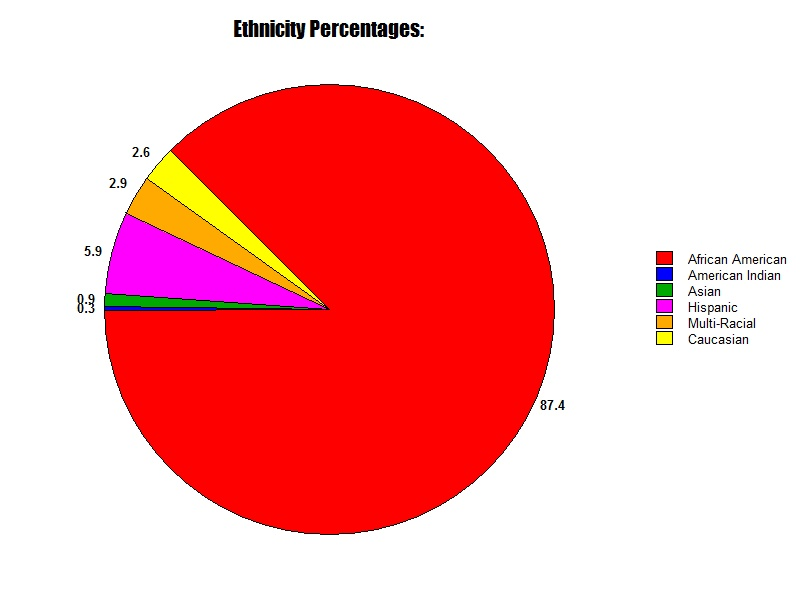 Ethnicity Percentages:
2.6
2.9
5.9
0.9
0.3
87.4
African American
American Indian
Asian
Hispanic
Multi-Racial
Caucasian